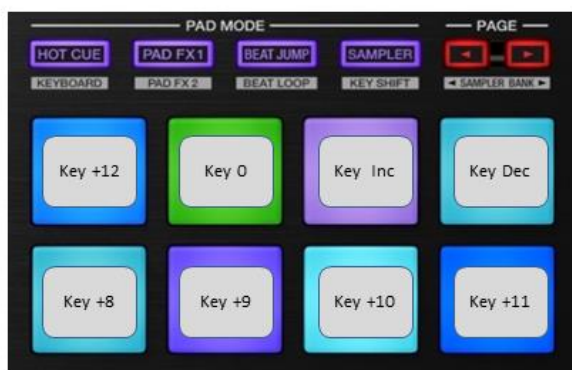 PAD MODE PAGE
HOT CUE PAD FX1 BEAT JUMP SAMPLER ◄ ►
KEYBOARD PAD FX 2 BEAT LOOP KEY SHIFT ◄ SAMPLER BANK ►
Key +12 Key 0 Key Inc Key Dec
Key +8 Key +9 Key +10 Key +11